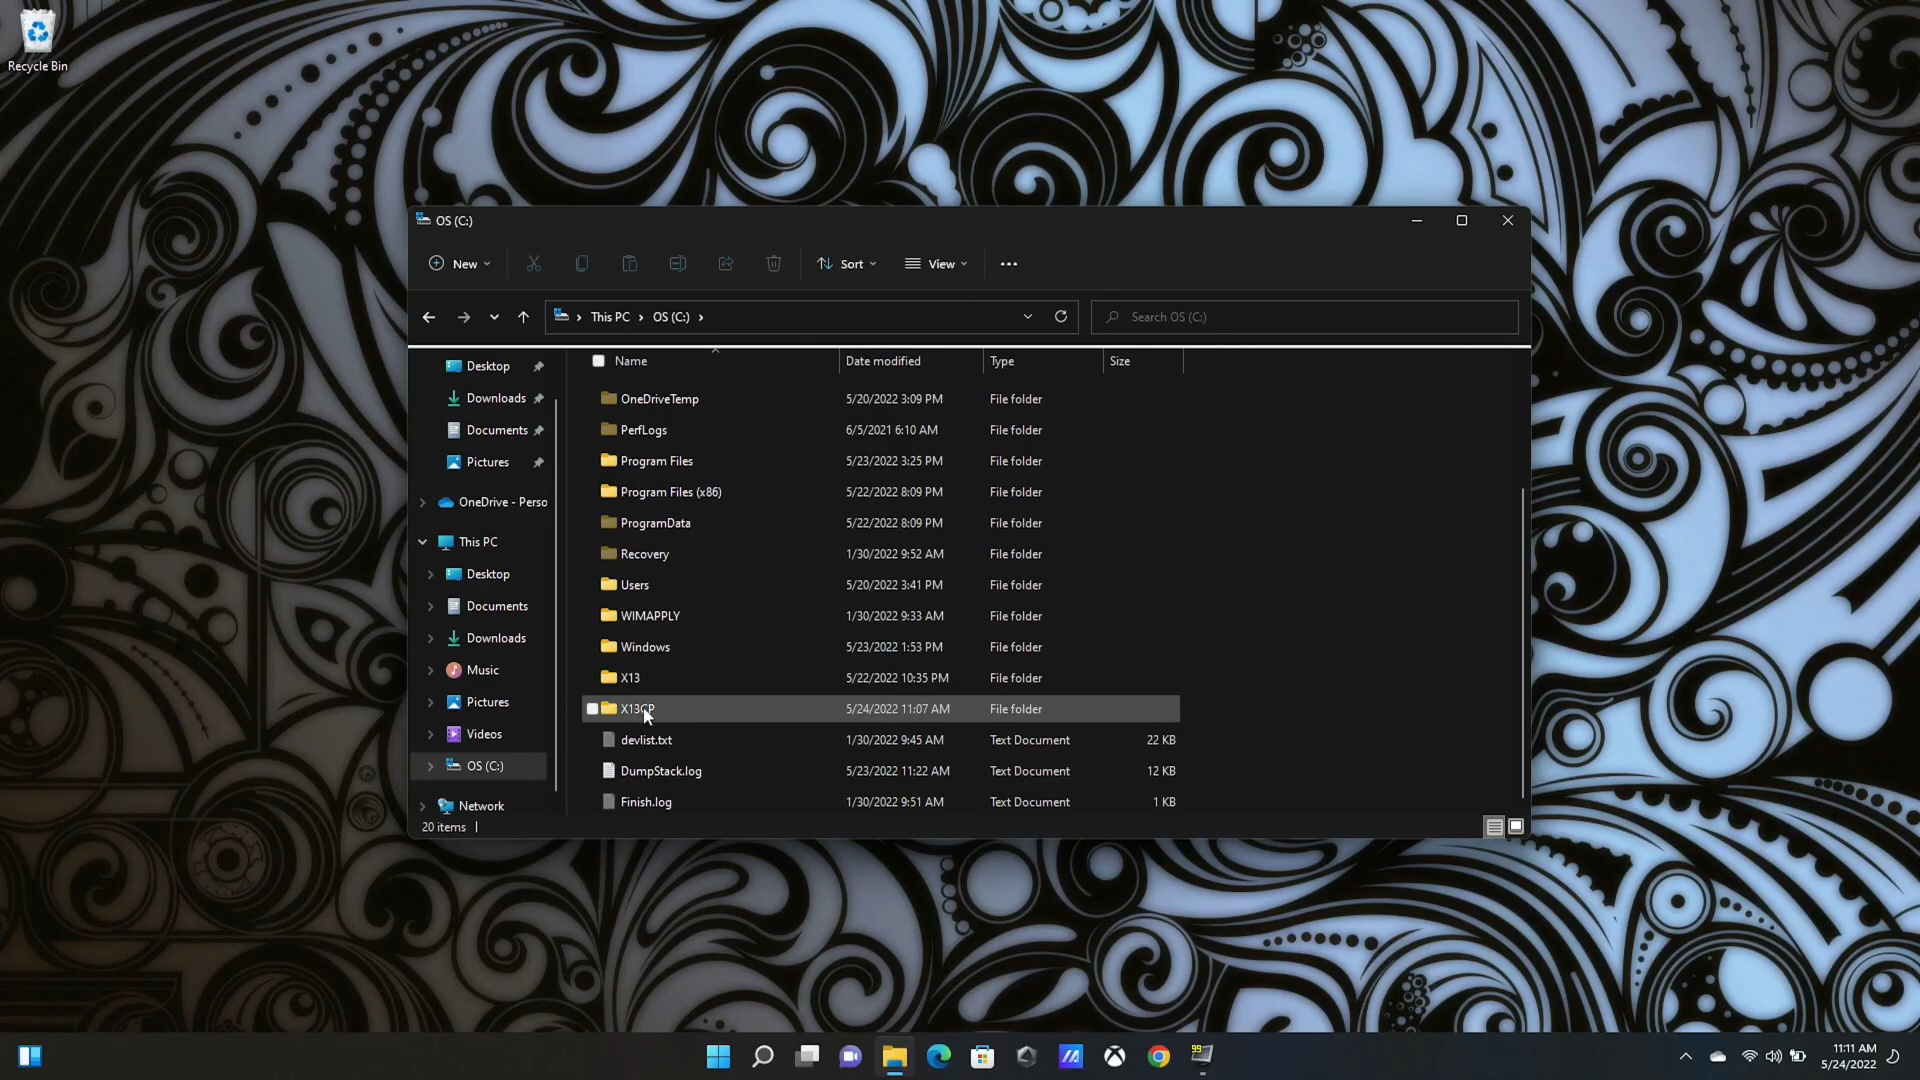 Recycle Bin
OS (C:)
New
Sort
View
This PC
OS (C:)
Search OS (C:)
Desktop
Downloads
Documents
Pictures
OneDrive - Perso
This PC
Desktop
Documents
Downloads
Music
Pictures
Videos
OS (C:)
Network
Name Date modified Type Size
OneDriveTemp 5/20/2022 3:09 PM File folder
PerfLogs 6/5/2021 6:10 AM File folder
Program Files 5/23/2022 3:25 PM File folder
Program Files (x86) 5/22/2022 8:09 PM File folder
ProgramData 5/22/2022 8:09 PM File folder
Recovery 1/30/2022 9:52 AM File folder
Users 5/20/2022 3:41 PM File folder
WIMAPPLY 1/30/2022 9:33 AM File folder
Windows 5/23/2022 1:53 PM File folder
X13 5/22/2022 10:35 PM File folder
X13GP 5/24/2022 11:07 AM File folder
devlist.txt 1/30/2022 9:45 AM Text Document 22 KB
DumpStack.log 5/23/2022 11:22 AM Text Document 12 KB
Finish.log 1/30/2022 9:51 AM Text Document 1 KB
20 items
99
11:11 AM
5/24/2022